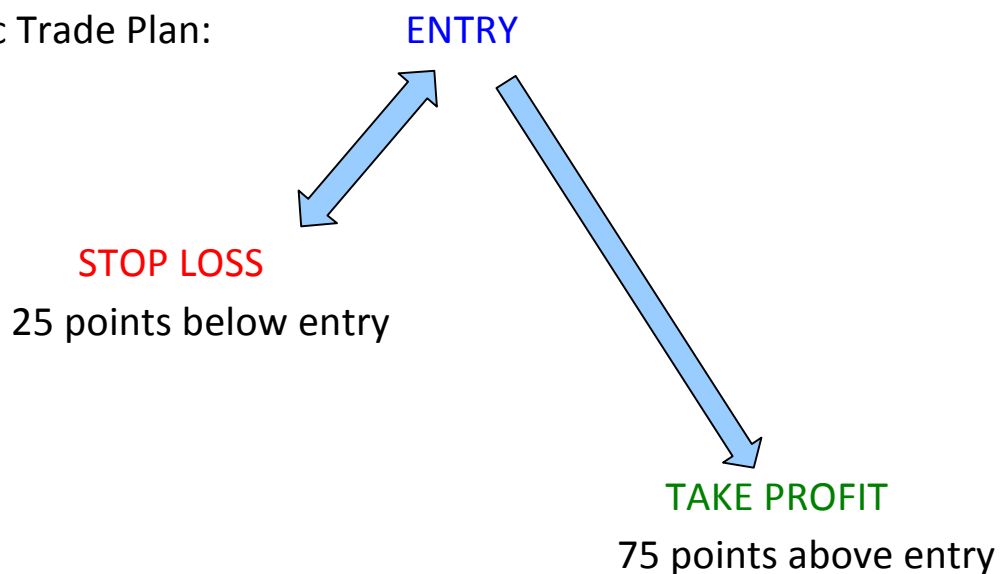 c Trade Plan: ENTRY
STOP LOSS
25 points below entry
TAKE PROFIT
75 points above entry